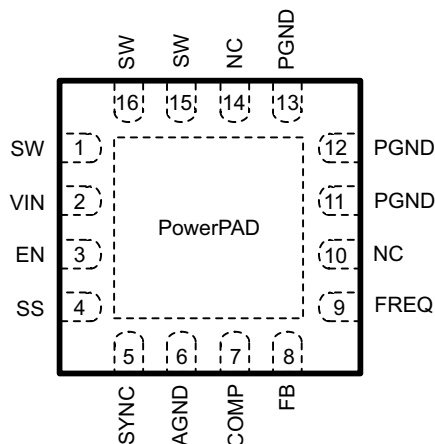 SW SW NC PGND
16 15 14 13
SW 1 12 PGND
VIN 2 11 PGND
PowerPAD
EN 3 10 NC
SS 4 9 FREQ
5 6 7 8
SYNC AGND COMP FB